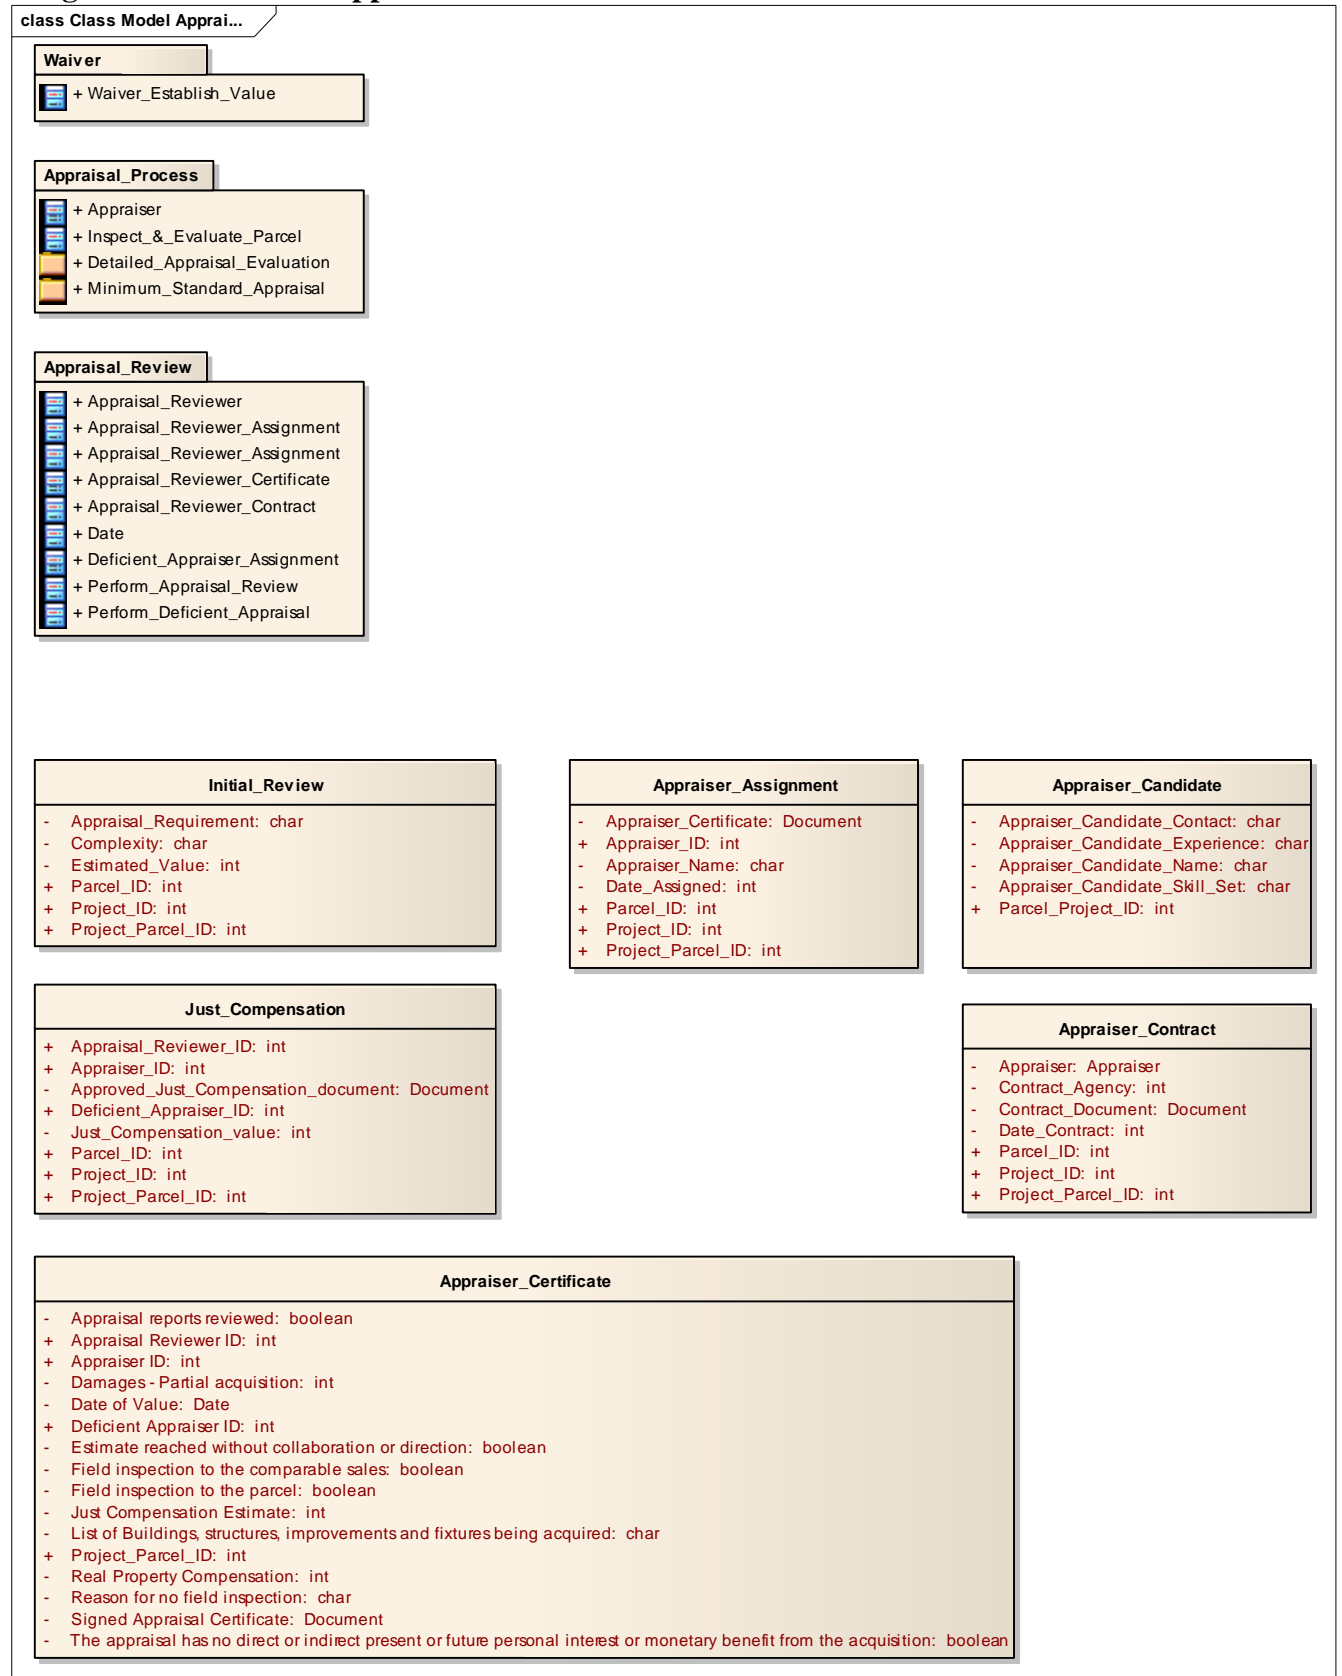 class Class Model Apprai...
Waiver
+ Waiver_Establish_Value
Appraisal_Process
+ Appraiser
+ Inspect_&_Evaluate_Parcel
+ Detailed_Appraisal_Evaluation
+ Minimum_Standard_Appraisal
Appraisal_Review
+ Appraisal_Reviewer
+ Appraisal_Reviewer_Assignment
+ Appraisal_Reviewer_Assignment
+ Appraisal_Reviewer_Certificate
+ Appraisal_Reviewer_Contract
+ Date
+ Deficient_Appraiser_Assignment
+ Perform_Appraisal_Review
+ Perform_Deficient_Appraisal
Initial_Review
- Appraisal_Requirement: char
- Complexity: char
- Estimated_Value: int
+ Parcel_ID: int
+ Project_ID: int
+ Project_Parcel_ID: int
Appraiser_Assignment
- Appraiser_Certificate: Document
+ Appraiser_ID: int
- Appraiser_Name: char
- Date_Assigned: int
+ Parcel_ID: int
+ Project_ID: int
+ Project_Parcel_ID: int
Appraiser_Candidate
- Appraiser_Candidate_Contact: char
- Appraiser_Candidate_Experience: char
- Appraiser_Candidate_Name: char
- Appraiser_Candidate_Skill_Set: char
+ Parcel_Project_ID: int
Just_Compensation
+ Appraisal_Reviewer_ID: int
+ Appraiser_ID: int
- Approved_Just_Compensation_document: Document
+ Deficient_Appraiser_ID: int
- Just_Compensation_value: int
+ Parcel_ID: int
+ Project_ID: int
+ Project_Parcel_ID: int
Appraiser_Contract
- Appraiser: Appraiser
- Contract_Agency: int
- Contract_Document: Document
- Date_Contract: int
+ Parcel_ID: int
+ Project_ID: int
+ Project_Parcel_ID: int
Appraiser_Certificate
- Appraisal reports reviewed: boolean
+ Appraisal Reviewer ID: int
+ Appraiser ID: int
- Damages - Partial acquisition: int
- Date of Value: Date
+ Deficient Appraiser ID: int
- Estimate reached without collaboration or direction: boolean
- Field inspection to the comparable sales: boolean
- Field inspection to the parcel: boolean
- Just Compensation Estimate: int
- List of Buildings, structures, improvements and fixtures being acquired: char
+ Project_Parcel_ID: int
- Real Property Compensation: int
- Reason for no field inspection: char
- Signed Appraisal Certificate: Document
- The appraisal has no direct or indirect present or future personal interest or monetary benefit from the acquisition: boolean